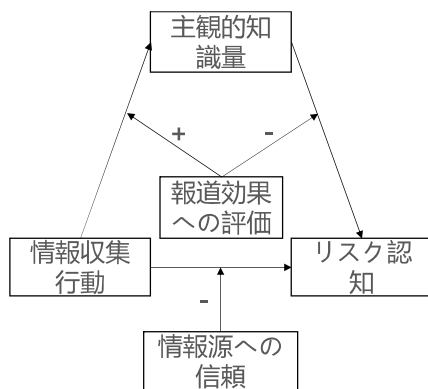 主観的知
識量
+
-
報道効果
への評価
情報収集
行動
リスク認
知
-
情報源への
信頼